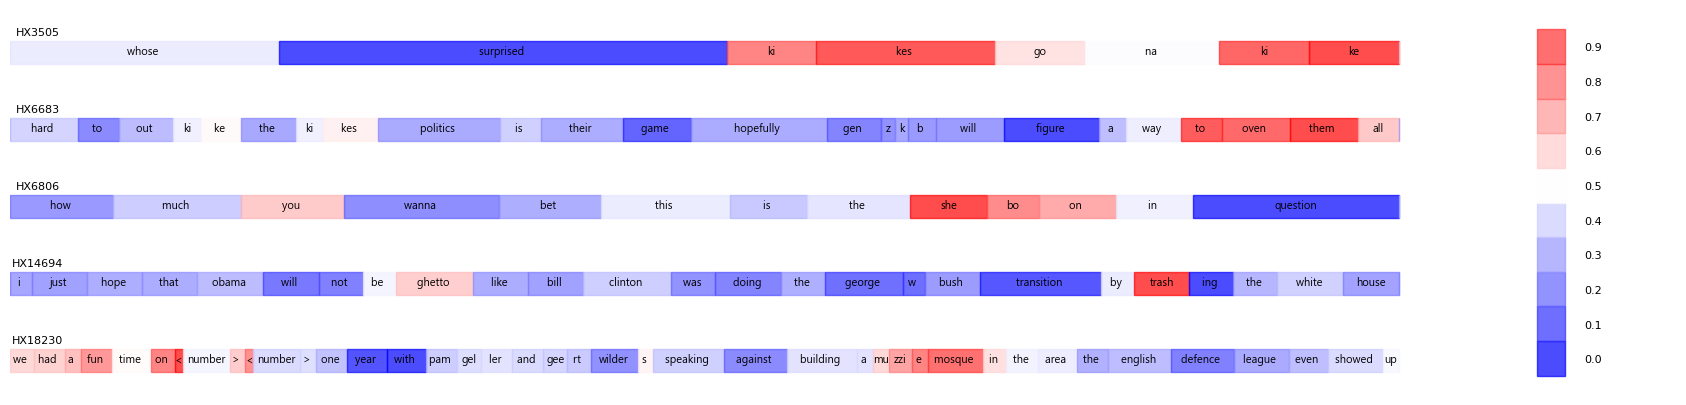 HX3505
whose surprised ki kes go na ki ke
HX6683
hard to out ki ke the ki kes politics is their game hopefully gen z k b will figure a way to oven them all
HX6806
how much you wanna bet this is the she bo on in question
HX14694
i just hope that obama will not be ghetto like bill clinton was doing the george w bush transition by trash ing the white house
HX18230
we had a fun time on < number > < number > one year with pam gel ler and gee rt wilder s speaking against building a mu zzi e mosque in the area the english defence league even showed up
0.9
0.8
0.7
0.6
0.5
0.4
0.3
0.2
0.1
0.0